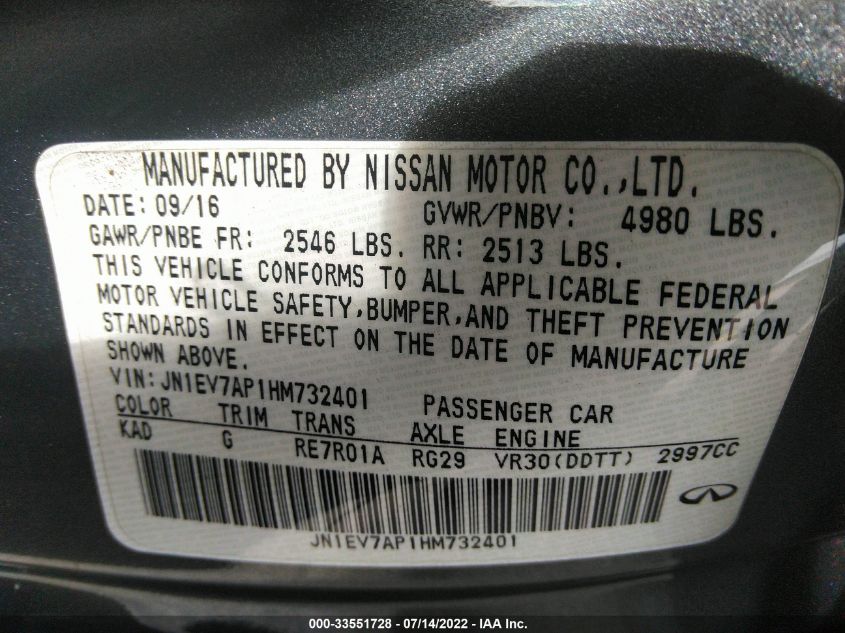 MANUFACTURED BY NISSAN MOTOR CO.,LTD.
DATE: 09/16 GVWR/PNBV: 4980 LBS.
GAWR/PNBE FR: 2546 LBS. RR: 2513 LBS.
THIS VEHICLE CONFORMS TO ALL APPLICABLE FEDERAL
MOTOR VEHICLE SAFETY,BUMPER,AND THEFT PREVENTION
STANDARDS IN EFFECT ON THE DATE OF MANUFACTURE
SHOWN ABOVE.
VIN:JN1EV7AP1HM732401 PASSENGER CAR
COLOR TRIM TRANS AXLE ENGINE
KAD G RE7R01A RG29 VR30(DDTT) 2997CC
JN1EV7AP1HM732401
000-33551728 - 07/14/2022 - IAA Inc.